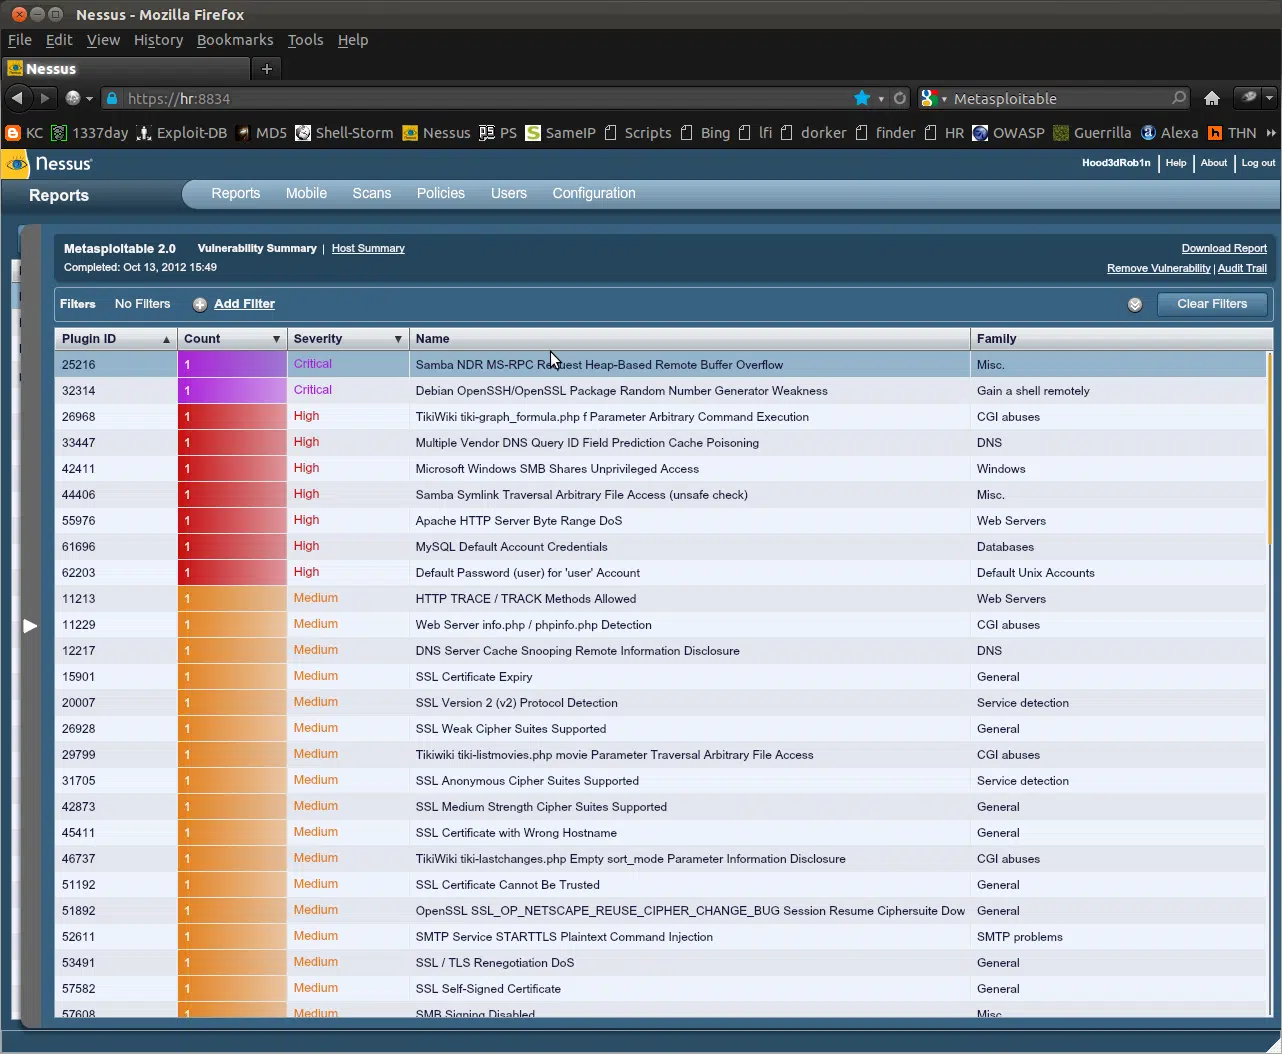 Nessus - Mozilla Firefox
File Edit View History Bookmarks Tools Help
Nessus
https://hr:8834 Metasploitable
KC 1337day Exploit-DB MD5 Shell-Storm Nessus PS SameIP Scripts Bing lfi dorker finder HR OWASP Guerrilla Alexa THN
Nessus Hood3dRob1n Help About Log out
Reports Reports Mobile Scans Policies Users Configuration
Metasploitable 2.0 Vulnerability Summary | Host Summary Download Report
Completed: Oct 13, 2012 15:49 Remove Vulnerability | Audit Trail
Filters No Filters Add Filter Clear Filters
Plugin ID Count Severity Name Family
25216 1 Critical Samba NDR MS-RPC Request Heap-Based Remote Buffer Overflow Misc.
32314 1 Critical Debian OpenSSH/OpenSSL Package Random Number Generator Weakness Gain a shell remotely
26968 1 High TikiWiki tiki-graph_formula.php f Parameter Arbitrary Command Execution CGI abuses
33447 1 High Multiple Vendor DNS Query ID Field Prediction Cache Poisoning DNS
42411 1 High Microsoft Windows SMB Shares Unprivileged Access Windows
44406 1 High Samba Symlink Traversal Arbitrary File Access (unsafe check) Misc.
55976 1 High Apache HTTP Server Byte Range DoS Web Servers
61696 1 High MySQL Default Account Credentials Databases
62203 1 High Default Password (user) for 'user' Account Default Unix Accounts
11213 1 Medium HTTP TRACE / TRACK Methods Allowed Web Servers
11229 1 Medium Web Server info.php / phpinfo.php Detection CGI abuses
12217 1 Medium DNS Server Cache Snooping Remote Information Disclosure DNS
15901 1 Medium SSL Certificate Expiry General
20007 1 Medium SSL Version 2 (v2) Protocol Detection Service detection
26928 1 Medium SSL Weak Cipher Suites Supported General
29799 1 Medium Tikiwiki tiki-listmovies.php movie Parameter Traversal Arbitrary File Access CGI abuses
31705 1 Medium SSL Anonymous Cipher Suites Supported Service detection
42873 1 Medium SSL Medium Strength Cipher Suites Supported General
45411 1 Medium SSL Certificate with Wrong Hostname General
46737 1 Medium TikiWiki tiki-lastchanges.php Empty sort_mode Parameter Information Disclosure CGI abuses
51192 1 Medium SSL Certificate Cannot Be Trusted General
51892 1 Medium OpenSSL SSL_OP_NETSCAPE_REUSE_CIPHER_CHANGE_BUG Session Resume Ciphersuite Dow General
52611 1 Medium SMTP Service STARTTLS Plaintext Command Injection SMTP problems
53491 1 Medium SSL / TLS Renegotiation DoS General
57582 1 Medium SSL Self-Signed Certificate General
57608 1 Medium SMB Signing Disabled Misc.